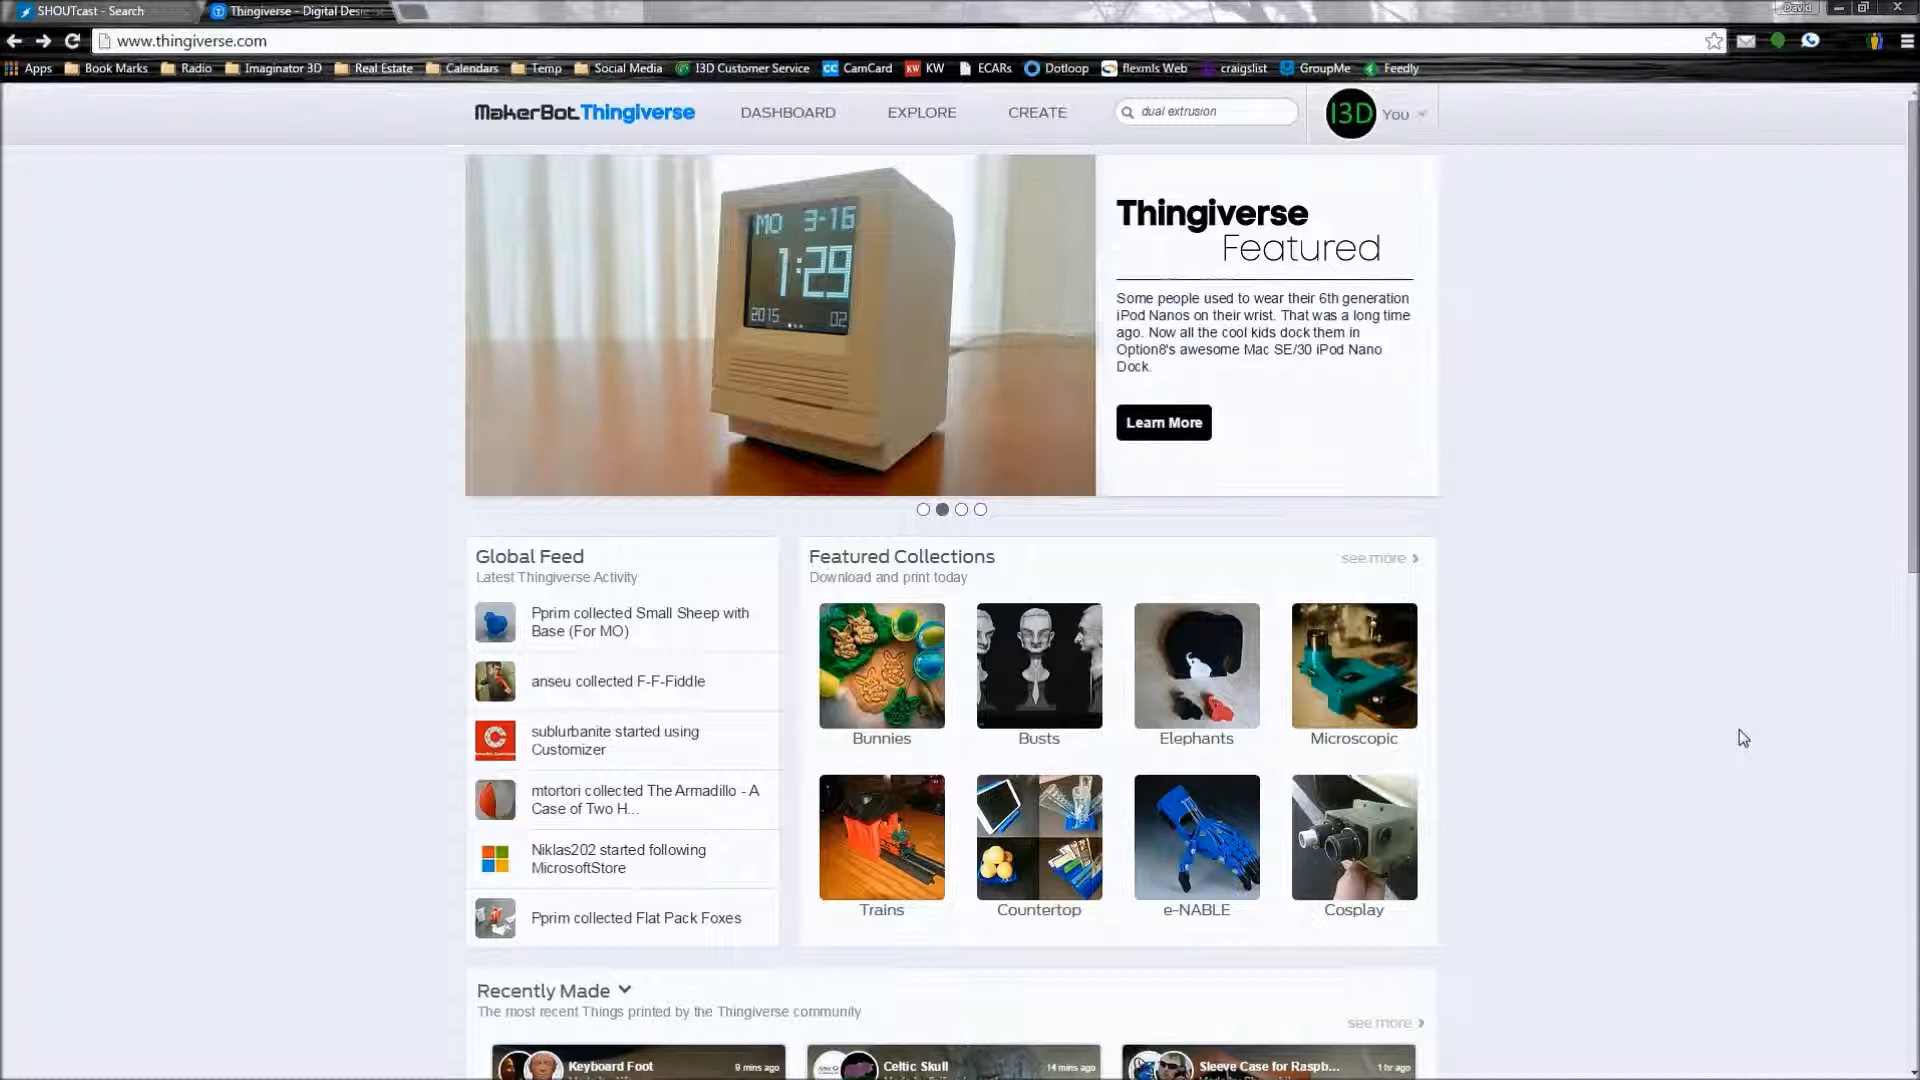 SHOUTcast - Search
Thingiverse - Digital Desi
David
www.thingiverse.com
Apps Book Marks Radio Imaginator 3D Real Estate Calendars Temp Social Media I3D Customer Service CC CamCard KW KW ECARs Dotloop flexmls Web craigslist GroupMe Feedly
MakerBot Thingiverse DASHBOARD EXPLORE CREATE dual extrusion I3D You
MO 3-16
1:29
2015 02
Thingiverse
Featured
Some people used to wear their 6th generation
iPod Nanos on their wrist. That was a long time
ago. Now all the cool kids dock them in
Option8's awesome Mac SE/30 iPod Nano
Dock.
Learn More
Global Feed
Latest Thingiverse Activity
Pprim collected Small Sheep with
Base (For MO)
anseu collected F-F-Fiddle
sublurbanite started using
Customizer
mtortori collected The Armadillo - A
Case of Two H...
Niklas202 started following
MicrosoftStore
Pprim collected Flat Pack Foxes
Featured Collections see more
Download and print today
Bunnies Busts Elephants Microscopic
Trains Countertop e-NABLE Cosplay
Recently Made
The most recent Things printed by the Thingiverse community
see more
Keyboard Foot 9 mins ago Celtic Skull 14 mins ago Sleeve Case for Raspb... 1 hr ago